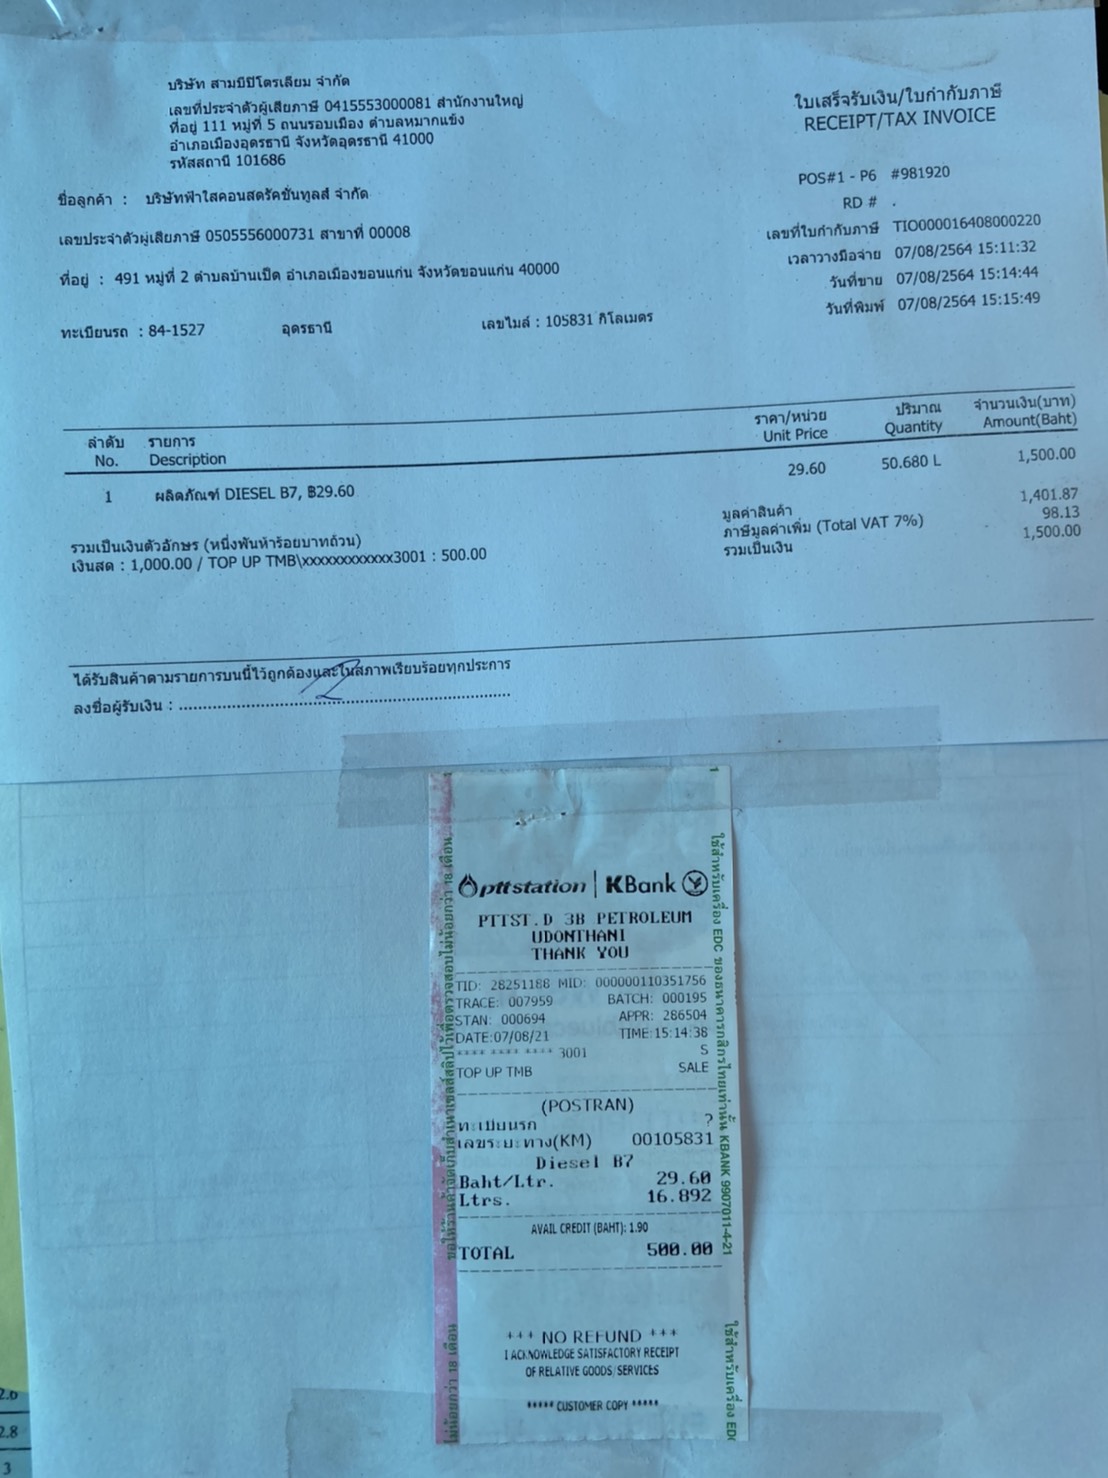 บริษัท สามบีปิโตรเลียม จำกัด
เลขที่ประจำตัวผู้เสียภาษี 0415553000081 สำนักงานใหญ่
ที่อยู่ 111 หมู่ที่ 5 ถนนรอบเมือง ตำบลหมากแข้ง
อำเภอเมืองอุดรธานี จังหวัดอุดรธานี 41000
รหัสสถานี 101686
ใบเสร็จรับเงิน/ใบกำกับภาษี
RECEIPT/TAX INVOICE
POS#1 - P6 #981920
RD # .
เลขที่ใบกำกับภาษี TIO000016408000220
เวลาวางมือจ่าย 07/08/2564 15:11:32
วันที่ขาย 07/08/2564 15:14:44
วันที่พิมพ์ 07/08/2564 15:15:49
ชื่อลูกค้า : บริษัทฟ้าใสคอนสตรัคชั่นทูลส์ จำกัด
เลขประจำตัวผู้เสียภาษี 0505556000731 สาขาที่ 00008
ที่อยู่ : 491 หมู่ที่ 2 ตำบลบ้านเป็ด อำเภอเมืองขอนแก่น จังหวัดขอนแก่น 40000
ทะเบียนรถ : 84-1527 อุดรธานี เลขไมล์ : 105831 กิโลเมตร
ลำดับ รายการ ราคา/หน่วย ปริมาณ จำนวนเงิน(บาท)
No. Description Unit Price Quantity Amount(Baht)
1 ผลิตภัณฑ์ DIESEL B7, ฿29.60 29.60 50.680 L 1,500.00
มูลค่าสินค้า 1,401.87
ภาษีมูลค่าเพิ่ม (Total VAT 7%) 98.13
รวมเป็นเงิน 1,500.00
รวมเป็นเงินตัวอักษร (หนึ่งพันห้าร้อยบาทถ้วน)
เงินสด : 1,000.00 / TOP UP TMB\xxxxxxxxxxxx3001 : 500.00
ได้รับสินค้าตามรายการบนนี้ไว้ถูกต้องและในสภาพเรียบร้อยทุกประการ
ลงชื่อผู้รับเงิน : ........................................
ptt station | KBank
PTTST.D 3B PETROLEUM
UDONTHANI
THANK YOU
TID: 28251188 MID: 000000110351756
TRACE: 007959 BATCH: 000195
STAN: 000694 APPR: 286504
DATE:07/08/21 TIME:15:14:38
**** **** **** 3001 S
TOP UP TMB SALE
(POSTRAN)
ทะเบียนรถ ?
เลขระยะทาง(KM) 00105831
Diesel B7
Baht/Ltr. 29.60
Ltrs. 16.892
AVAIL CREDIT (BAHT): 1.90
TOTAL 500.00
+++ NO REFUND +++
I ACKNOWLEDGE SATISFACTORY RECEIPT
OF RELATIVE GOODS/SERVICES
***** CUSTOMER COPY *****
ใช้สำหรับเครื่อง EDC ของธนาคารกสิกรไทยเท่านั้น KBANK 9907011-4-21
ใช้สำหรับเครื่อง EDC
2.8
3